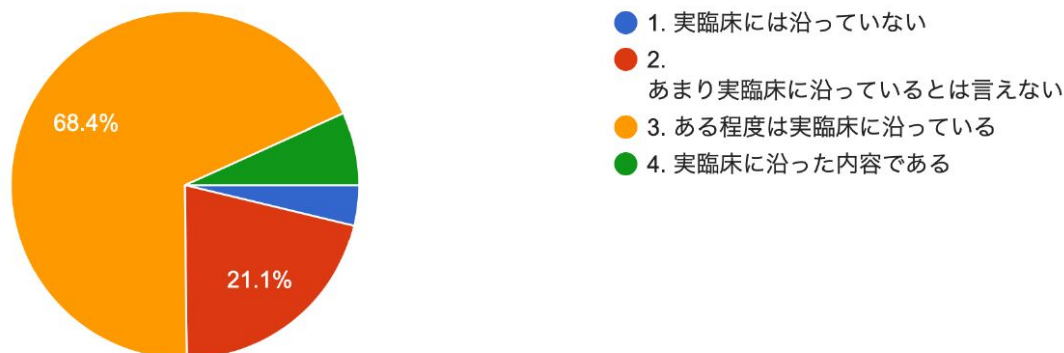 68.4%
21.1%
1. 実臨床には沿っていない
2.
あまり実臨床に沿っているとは言えない
3. ある程度は実臨床に沿っている
4. 実臨床に沿った内容である